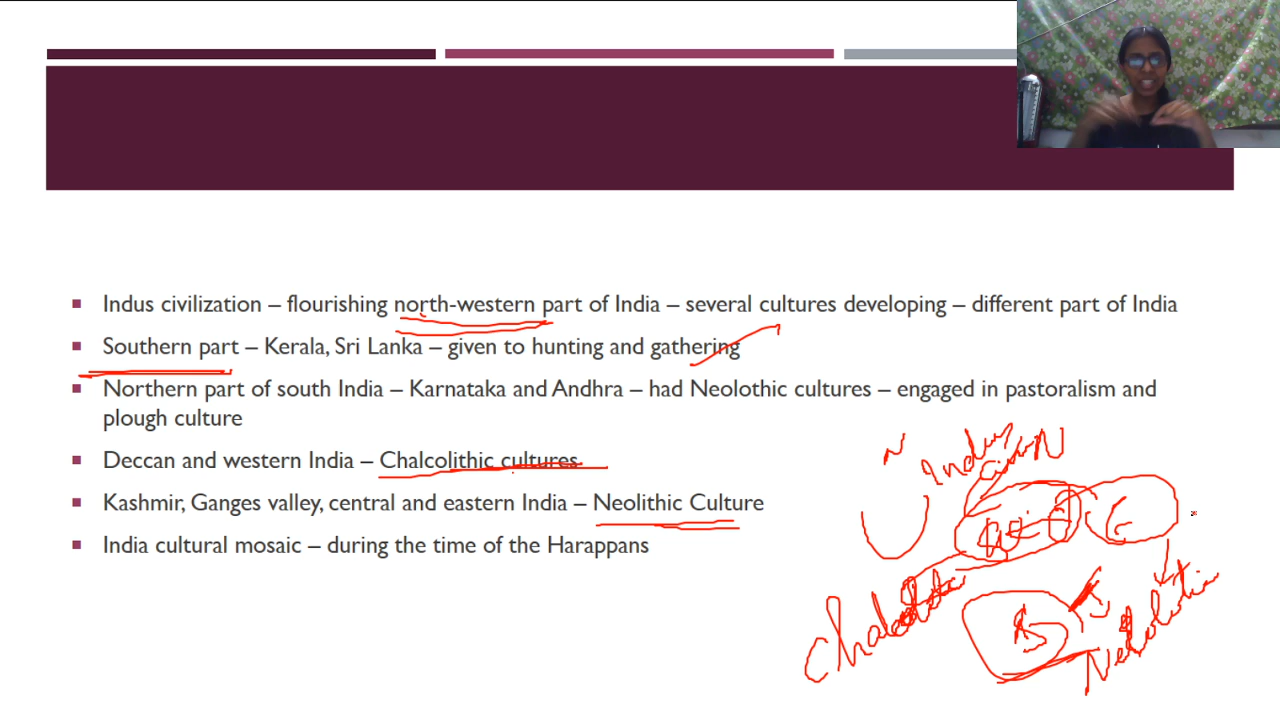 Indus civilization – flourishing north-western part of India – several cultures developing – different part of India
Southern part – Kerala, Sri Lanka – given to hunting and gathering
Northern part of south India – Karnataka and Andhra – had Neolothic cultures – engaged in pastoralism and
plough culture
Deccan and western India – Chalcolithic cultures
Kashmir, Ganges valley, central and eastern India – Neolithic Culture
India cultural mosaic – during the time of the Harappans
N
Indus
S